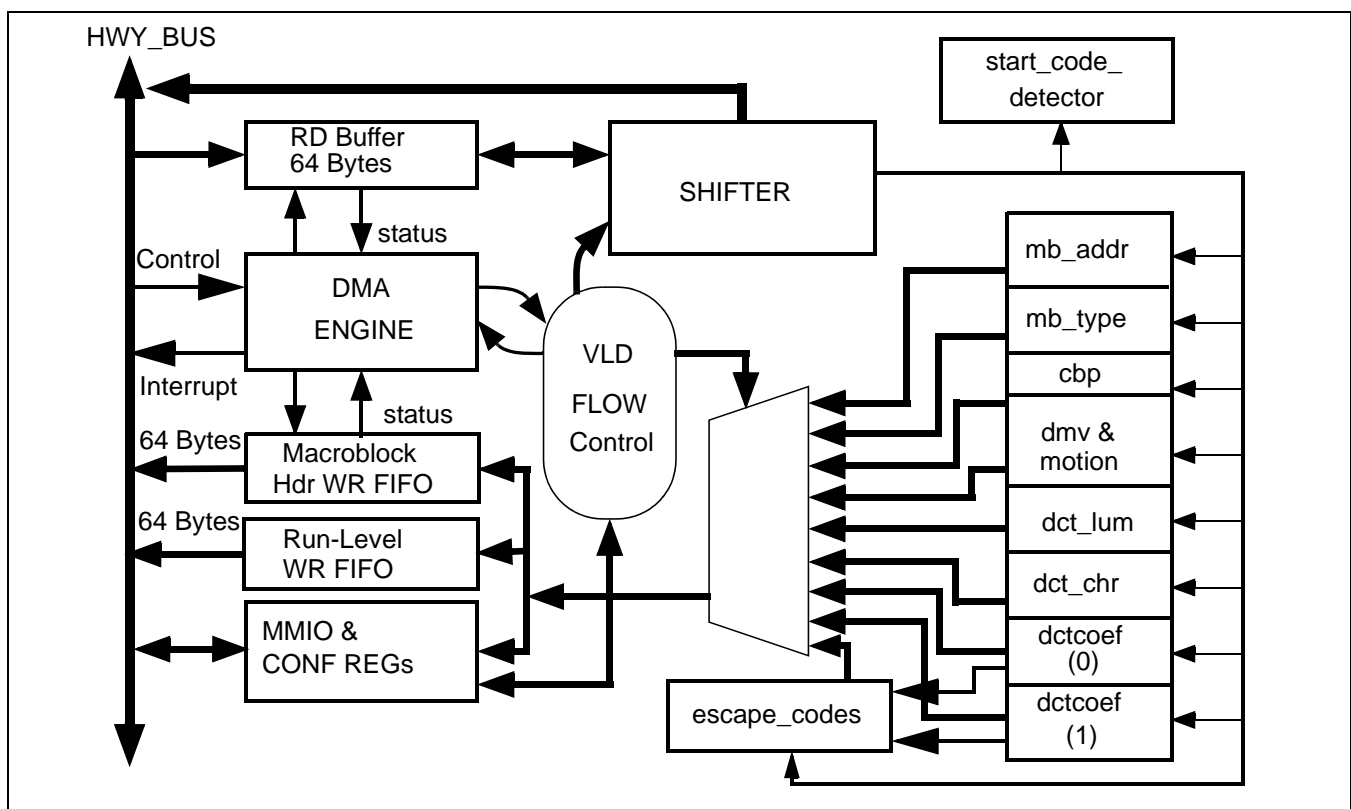 HWY_BUS
start_code_
detector
RD Buffer
64 Bytes
SHIFTER
status
Control
DMA
ENGINE
Interrupt
status
VLD
FLOW
Control
64 Bytes
Macroblock
Hdr WR FIFO
64 Bytes
Run-Level
WR FIFO
MMIO &
CONF REGs
mb_addr
mb_type
cbp
dmv &
motion
dct_lum
dct_chr
dctcoef
(0)
dctcoef
(1)
escape_codes